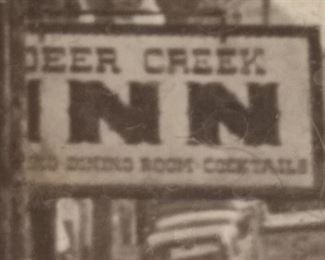 DEER CREEK
INN
DINING ROOM - COCKTAILS